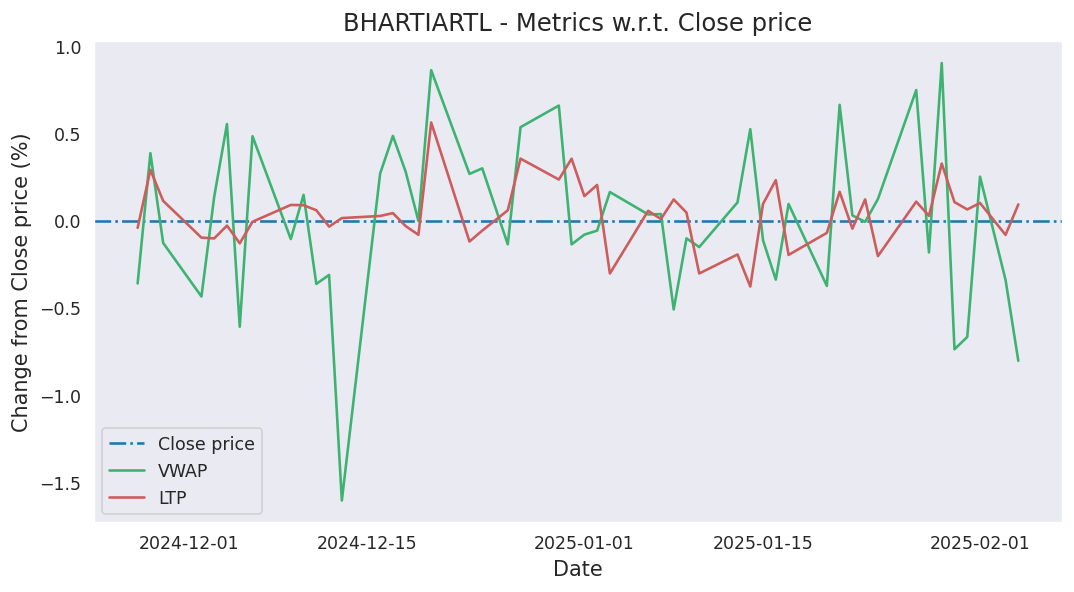 BHARTIARTL - Metrics w.r.t. Close price
Change from Close price (%)
1.0
0.5
0.0
−0.5
−1.0
−1.5
Close price
VWAP
LTP
2024-12-01
2024-12-15
2025-01-01
2025-01-15
2025-02-01
Date